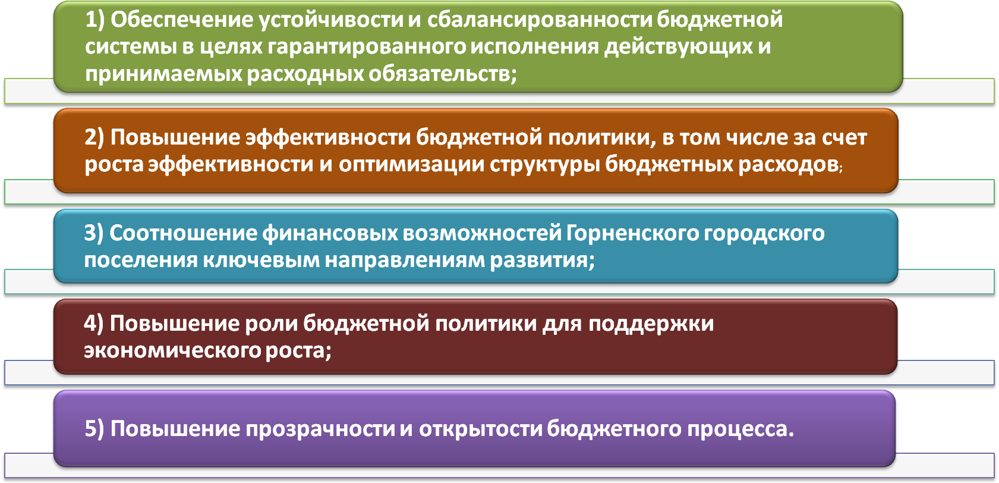 1) Обеспечение устойчивости и сбалансированности бюджетной
системы в целях гарантированного исполнения действующих и
принимаемых расходных обязательств;
2) Повышение эффективности бюджетной политики, в том числе за счет
роста эффективности и оптимизации структуры бюджетных расходов;
3) Соотношение финансовых возможностей Горненского городского
поселения ключевым направлениям развития;
4) Повышение роли бюджетной политики для поддержки
экономического роста;
5) Повышение прозрачности и открытости бюджетного процесса.